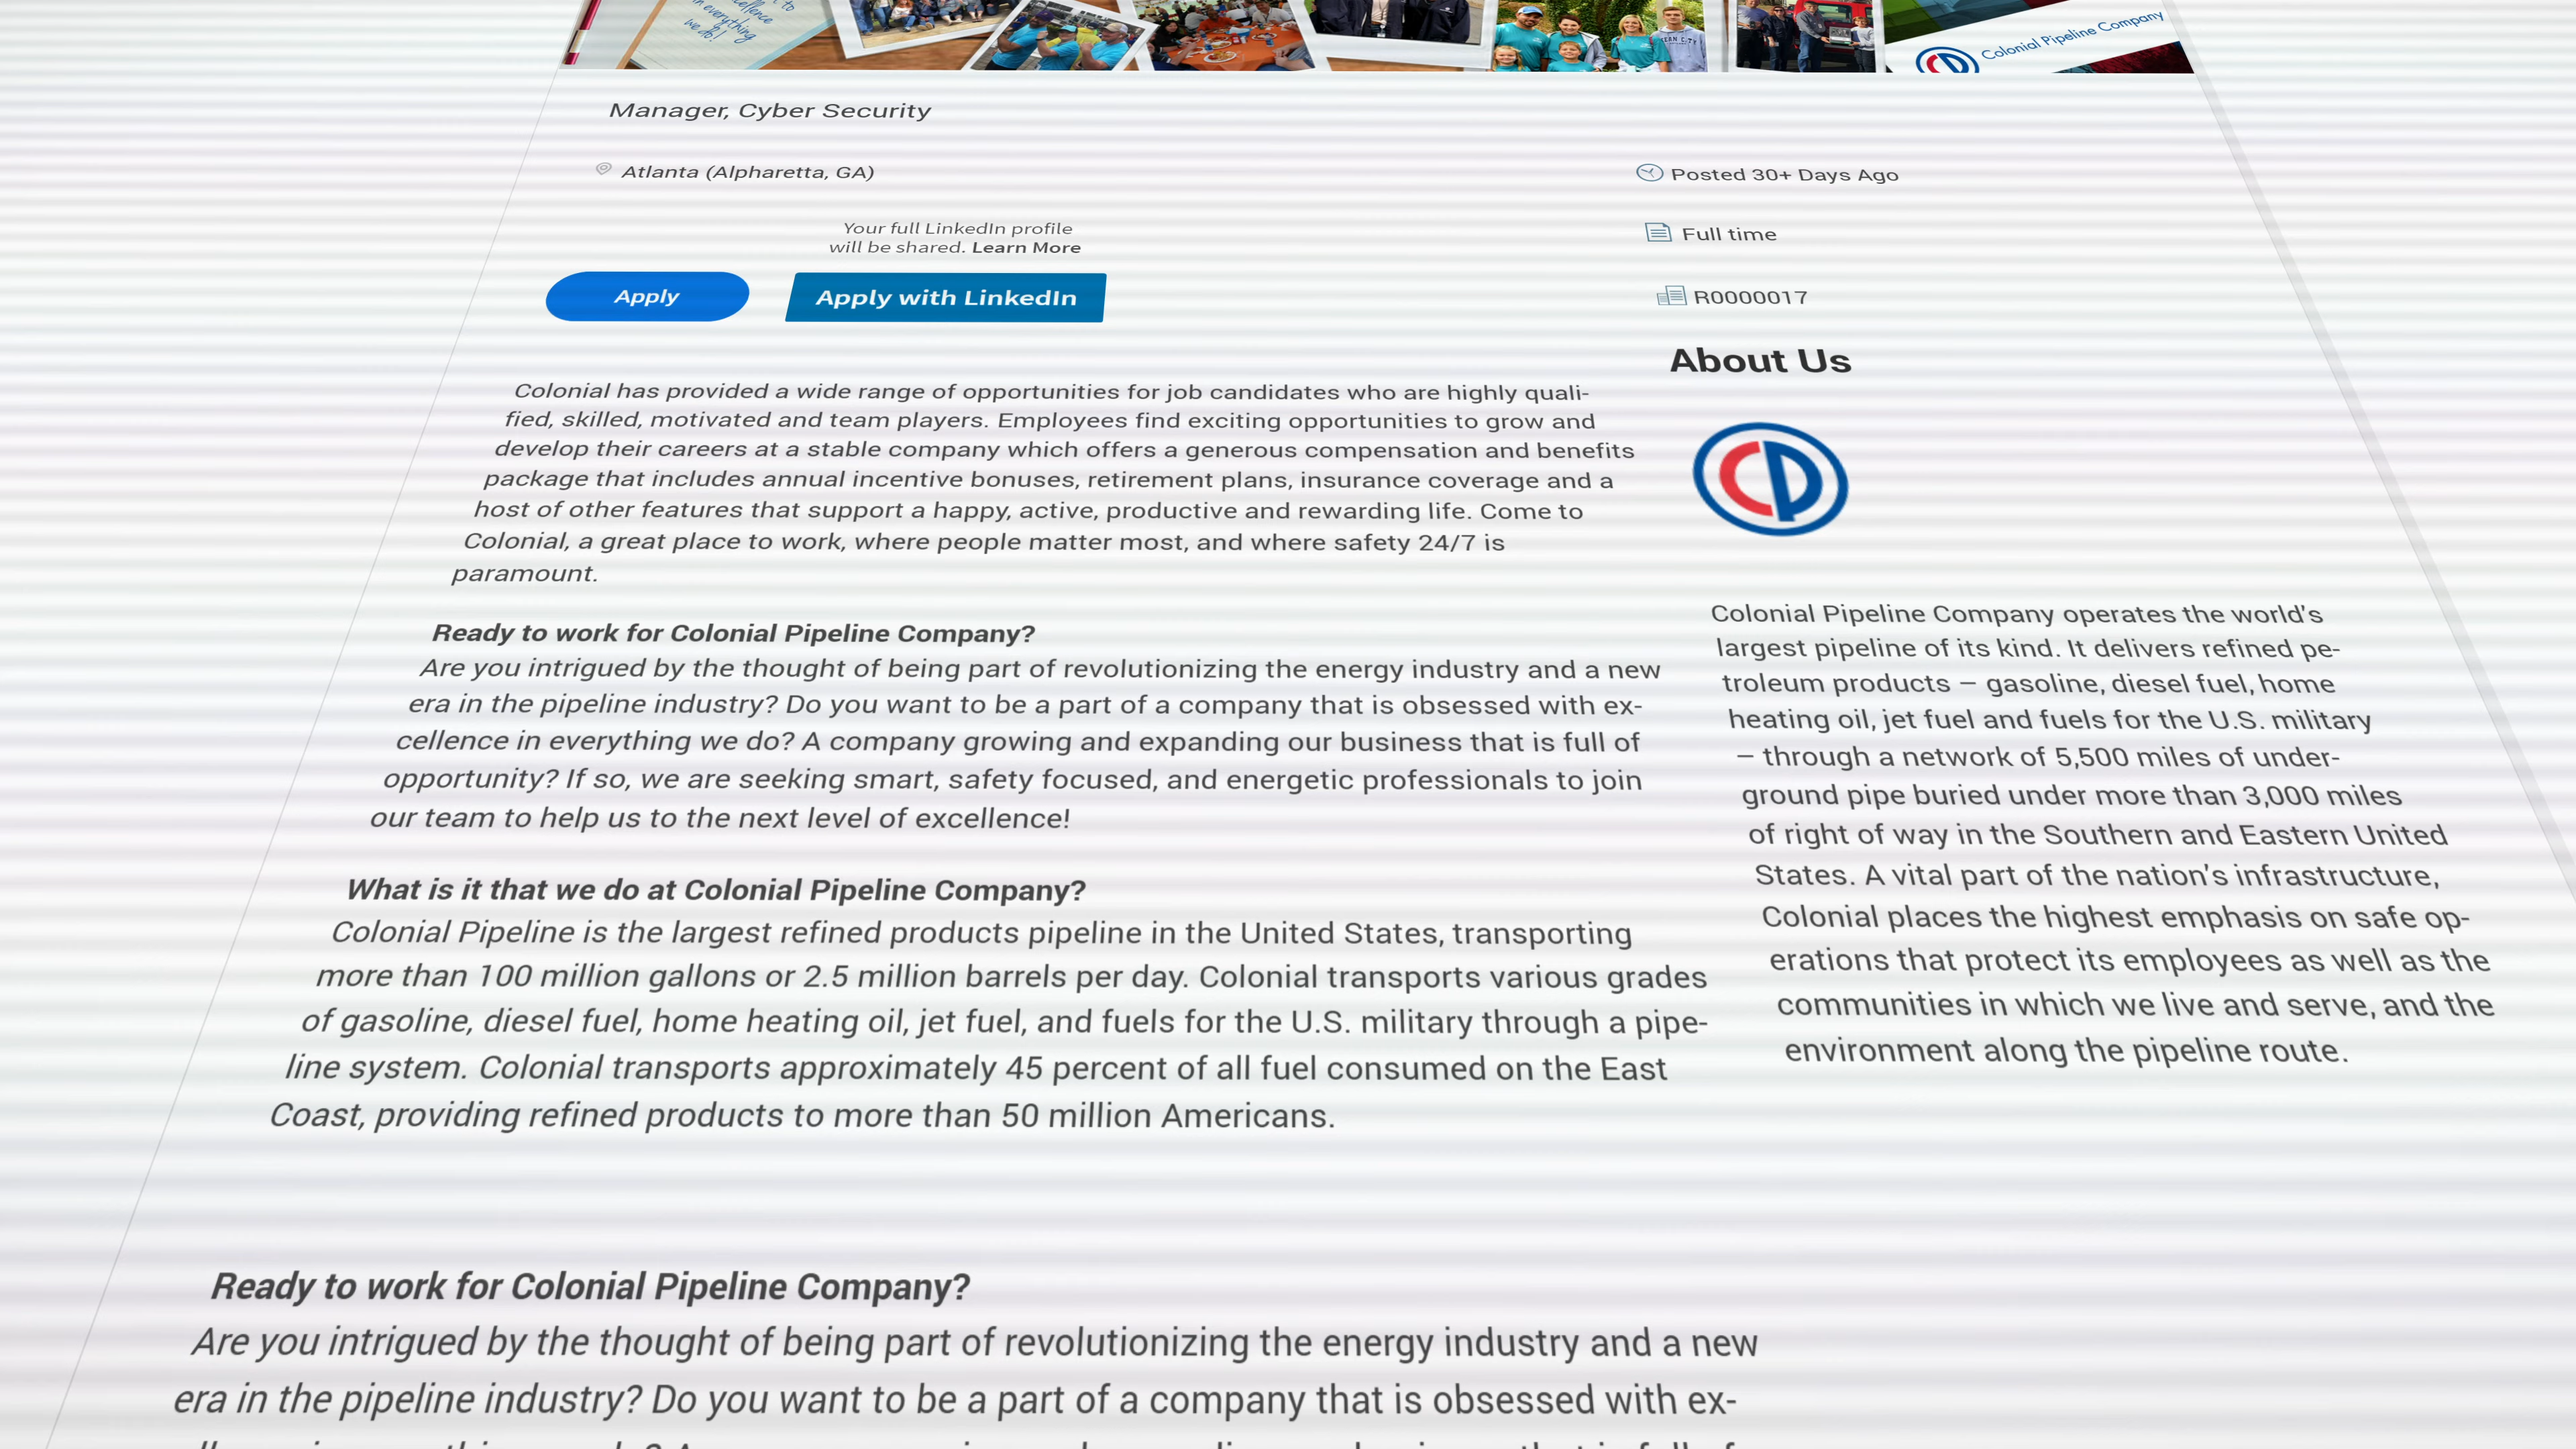 excellence
in everything
we do!
Colonial Pipeline Company
Manager, Cyber Security
Atlanta (Alpharetta, GA)
Posted 30+ Days Ago
Your full LinkedIn profile
will be shared. Learn More
Full time
Apply
Apply with LinkedIn
R0000017
Colonial has provided a wide range of opportunities for job candidates who are highly quali-
fied, skilled, motivated and team players. Employees find exciting opportunities to grow and
develop their careers at a stable company which offers a generous compensation and benefits
package that includes annual incentive bonuses, retirement plans, insurance coverage and a
host of other features that support a happy, active, productive and rewarding life. Come to
Colonial, a great place to work, where people matter most, and where safety 24/7 is
paramount.
Ready to work for Colonial Pipeline Company?
Are you intrigued by the thought of being part of revolutionizing the energy industry and a new
era in the pipeline industry? Do you want to be a part of a company that is obsessed with ex-
cellence in everything we do? A company growing and expanding our business that is full of
opportunity? If so, we are seeking smart, safety focused, and energetic professionals to join
our team to help us to the next level of excellence!
What is it that we do at Colonial Pipeline Company?
Colonial Pipeline is the largest refined products pipeline in the United States, transporting
more than 100 million gallons or 2.5 million barrels per day. Colonial transports various grades
of gasoline, diesel fuel, home heating oil, jet fuel, and fuels for the U.S. military through a pipe-
line system. Colonial transports approximately 45 percent of all fuel consumed on the East
Coast, providing refined products to more than 50 million Americans.
Ready to work for Colonial Pipeline Company?
Are you intrigued by the thought of being part of revolutionizing the energy industry and a new
era in the pipeline industry? Do you want to be a part of a company that is obsessed with ex-
About Us
Colonial Pipeline Company operates the world's
largest pipeline of its kind. It delivers refined pe-
troleum products – gasoline, diesel fuel, home
heating oil, jet fuel and fuels for the U.S. military
– through a network of 5,500 miles of under-
ground pipe buried under more than 3,000 miles
of right of way in the Southern and Eastern United
States. A vital part of the nation's infrastructure,
Colonial places the highest emphasis on safe op-
erations that protect its employees as well as the
communities in which we live and serve, and the
environment along the pipeline route.